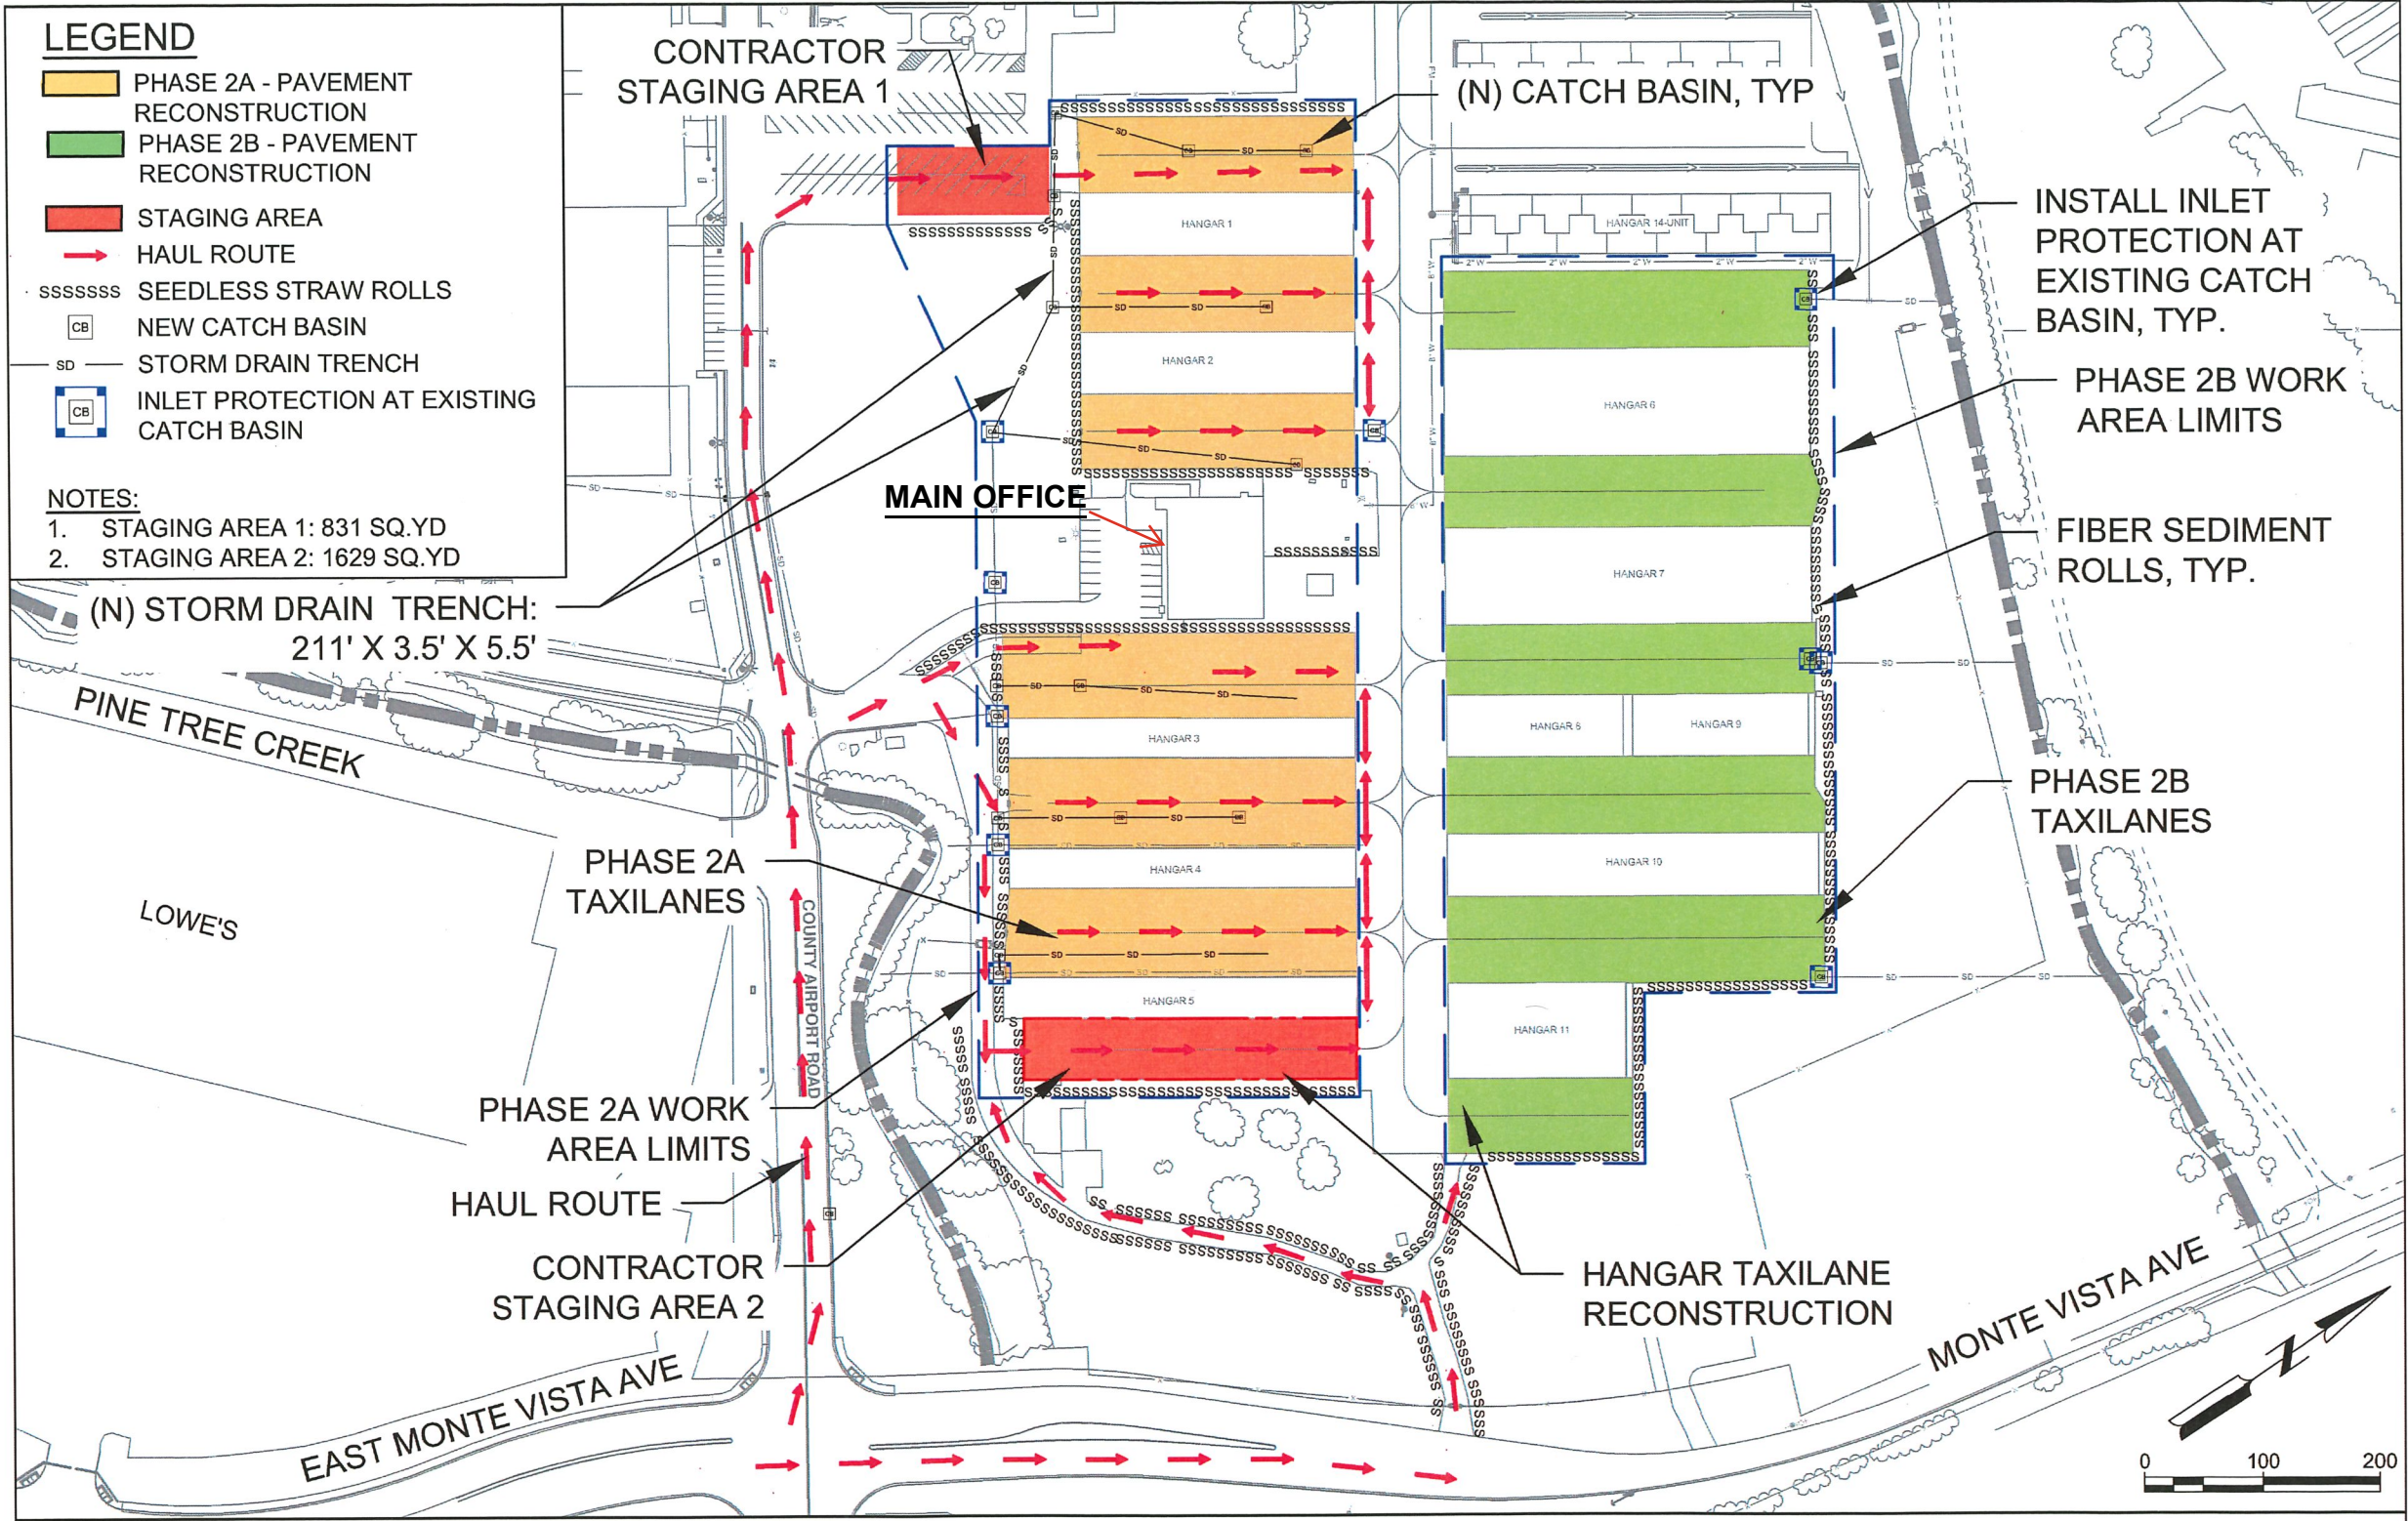 LEGEND
PHASE 2A - PAVEMENT
RECONSTRUCTION
PHASE 2B - PAVEMENT
RECONSTRUCTION
STAGING AREA
HAUL ROUTE
SSSSSSS SEEDLESS STRAW ROLLS
CB NEW CATCH BASIN
SD STORM DRAIN TRENCH
CB INLET PROTECTION AT EXISTING
CATCH BASIN
NOTES:
1. STAGING AREA 1: 831 SQ.YD
2. STAGING AREA 2: 1629 SQ.YD
CONTRACTOR
STAGING AREA 1
(N) CATCH BASIN, TYP
INSTALL INLET
PROTECTION AT
EXISTING CATCH
BASIN, TYP.
PHASE 2B WORK
AREA LIMITS
FIBER SEDIMENT
ROLLS, TYP.
PHASE 2B
TAXILANES
HANGAR 1
HANGAR 2
MAIN OFFICE
HANGAR 3
HANGAR 4
HANGAR 5
HANGAR 14-UNIT
2" W 2" W 2" W 2" W 2" W
HANGAR 6
HANGAR 7
HANGAR 8
HANGAR 9
HANGAR 10
HANGAR 11
(N) STORM DRAIN TRENCH:
211' X 3.5' X 5.5'
PINE TREE CREEK
LOWE'S
COUNTY AIRPORT ROAD
PHASE 2A
TAXILANES
PHASE 2A WORK
AREA LIMITS
HAUL ROUTE
CONTRACTOR
STAGING AREA 2
HANGAR TAXILANE
RECONSTRUCTION
EAST MONTE VISTA AVE
MONTE VISTA AVE
N
0 100 200